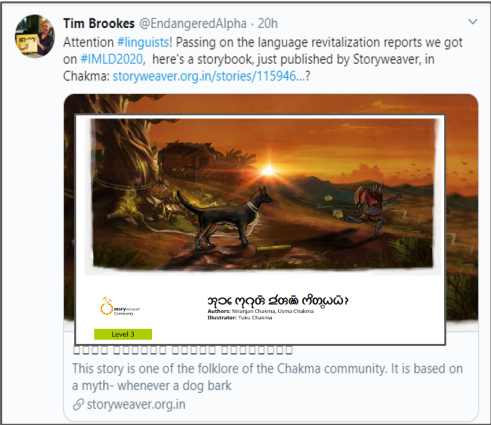 Tim Brookes @EndangeredAlpha · 20h
Attention #linguists! Passing on the language revitalization reports we got
on #IMLD2020, here's a storybook, just published by Storyweaver, in
Chakma: storyweaver.org.in/stories/115946...?
storyweaver
Community
Authors: Niranjan Chakma, Usma Chakma
Illustrator: Tuku Chakma
Level 3
This story is one of the folklore of the Chakma community. It is based on
a myth- whenever a dog bark
storyweaver.org.in